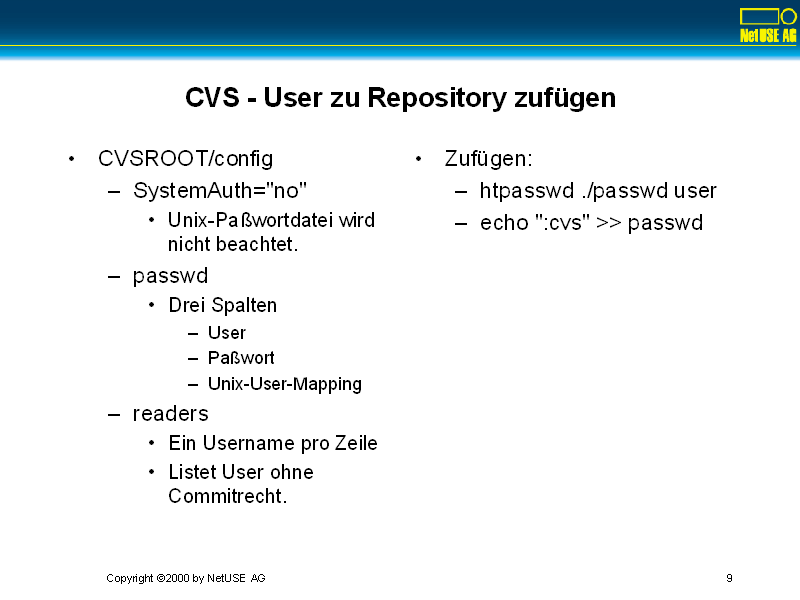 NetUSE AG
CVS - User zu Repository zufügen
• CVSROOT/config
– SystemAuth="no"
• Unix-Paßwortdatei wird
nicht beachtet.
– passwd
• Drei Spalten
– User
– Paßwort
– Unix-User-Mapping
– readers
• Ein Username pro Zeile
• Listet User ohne
Commitrecht.
• Zufügen:
– htpasswd ./passwd user
– echo ":cvs" >> passwd
Copyright ©2000 by NetUSE AG
9